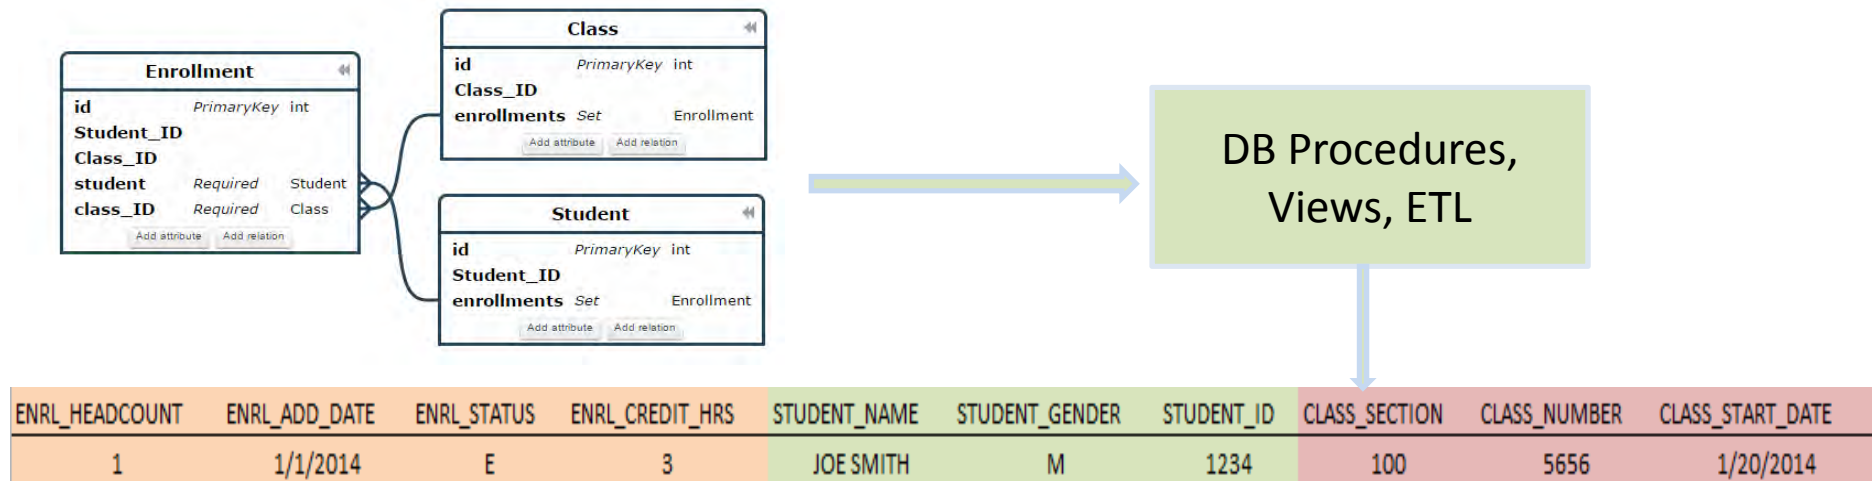 Enrollment
id PrimaryKey int
Student_ID
Class_ID
student Required Student
class_ID Required Class
Add attribute Add relation
Class
id PrimaryKey int
Class_ID
enrollments Set Enrollment
Add attribute Add relation
Student
id PrimaryKey int
Student_ID
enrollments Set Enrollment
Add attribute Add relation
DB Procedures,
Views, ETL
ENRL_HEADCOUNT ENRL_ADD_DATE ENRL_STATUS ENRL_CREDIT_HRS STUDENT_NAME STUDENT_GENDER STUDENT_ID CLASS_SECTION CLASS_NUMBER CLASS_START_DATE
1 1/1/2014 E 3 JOE SMITH M 1234 100 5656 1/20/2014